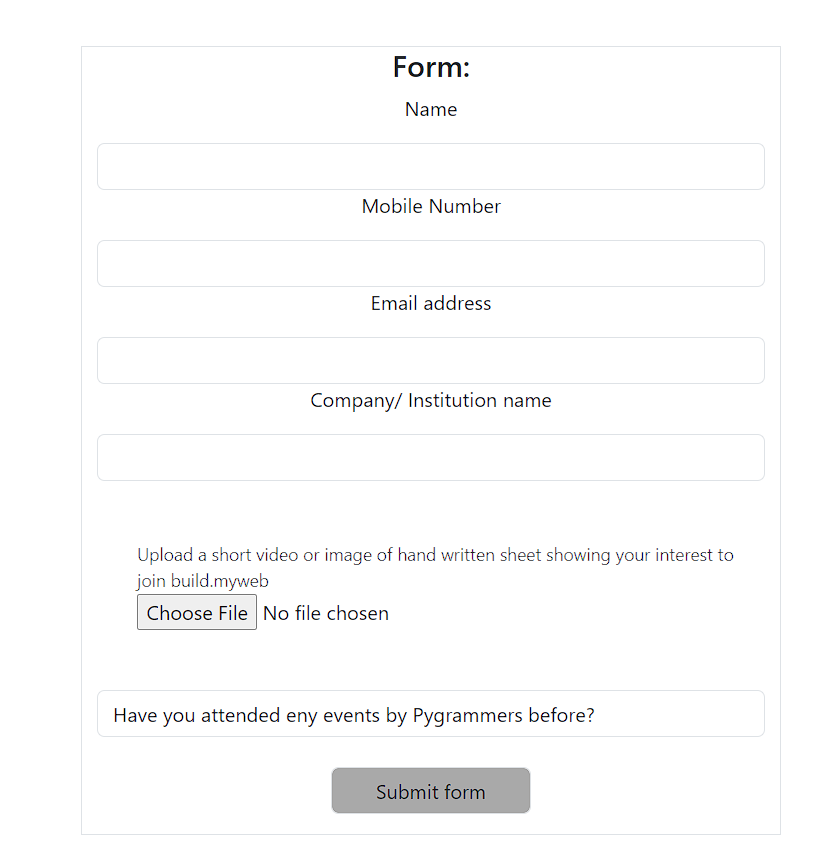 Form:
Name
Mobile Number
Email address
Company/ Institution name
Upload a short video or image of hand written sheet showing your interest to
join build.myweb
Choose File No file chosen
Have you attended eny events by Pygrammers before?
Submit form